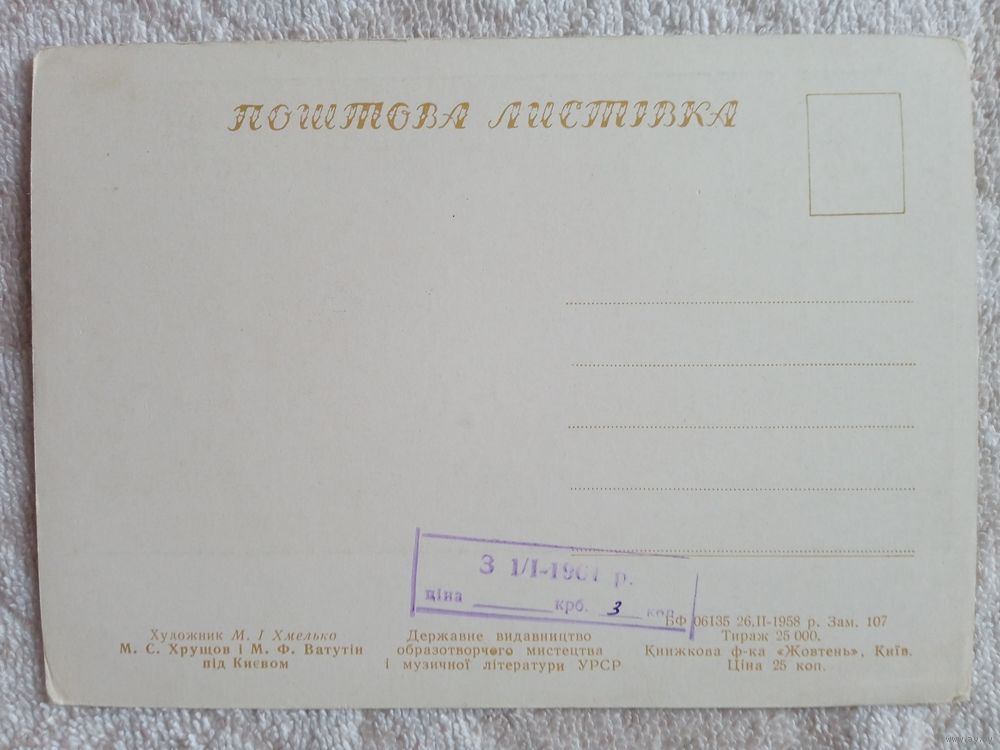 ПОШТОВА ЛИСТІВКА
З 1/I-1961 р.
ціна крб. 3 коп.
Художник М. І Хмелько
М. С. Хрущов і М. Ф. Ватутін
під Києвом
Державне видавництво
образотворчого мистецтва
і музичної літератури УРСР
БФ 06135 26.II-1958 р. Зам. 107
Тираж 25 000.
Книжкова ф-ка «Жовтень», Київ.
Ціна 25 коп.